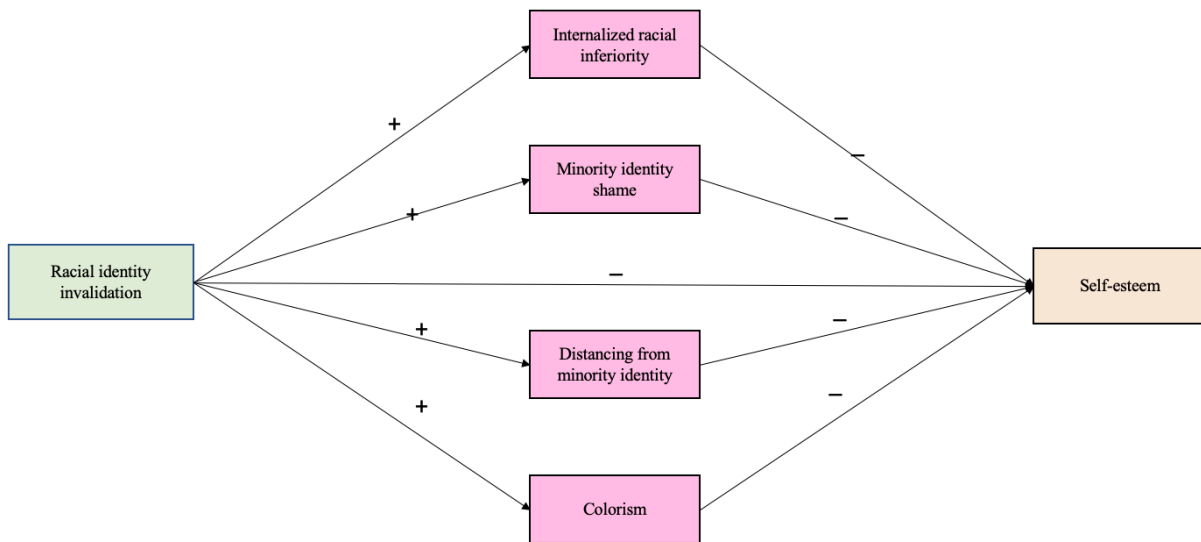 Internalized racial
inferiority
+
−
Minority identity
shame
+
−
Racial identity
invalidation
−
Self-esteem
+
−
Distancing from
minority identity
+
−
Colorism